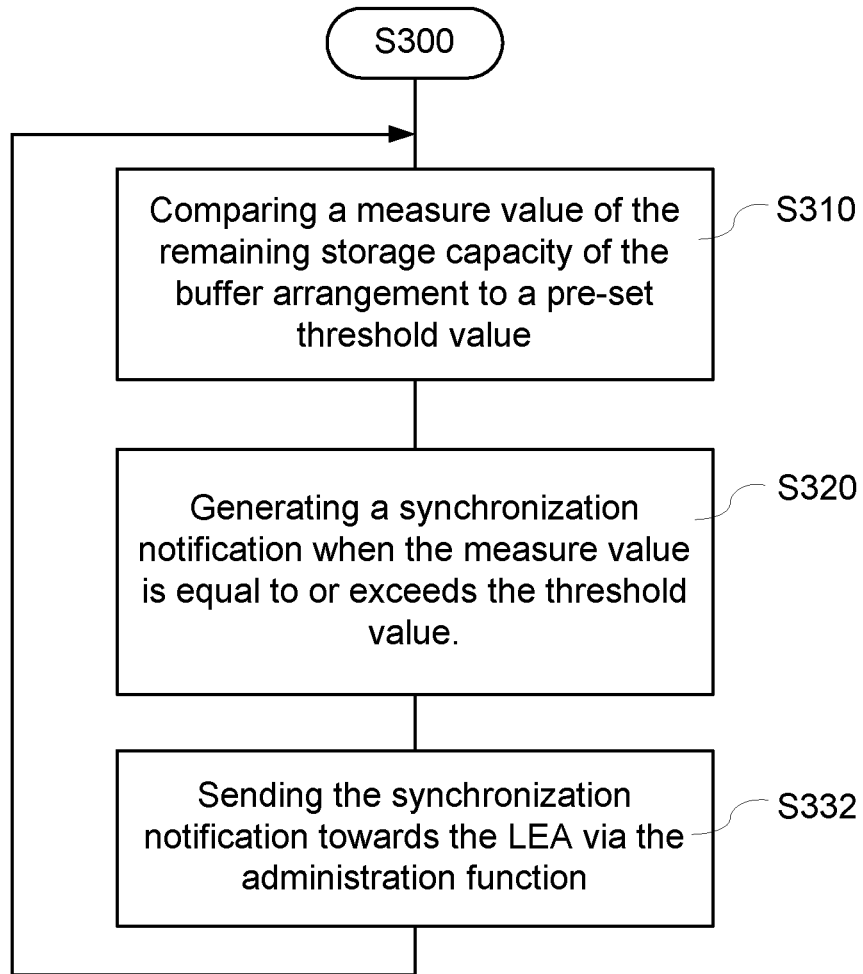 S300
Comparing a measure value of the
remaining storage capacity of the
buffer arrangement to a pre-set
threshold value
S310
Generating a synchronization
notification when the measure value
is equal to or exceeds the threshold
value.
S320
Sending the synchronization
notification towards the LEA via the
administration function
S332